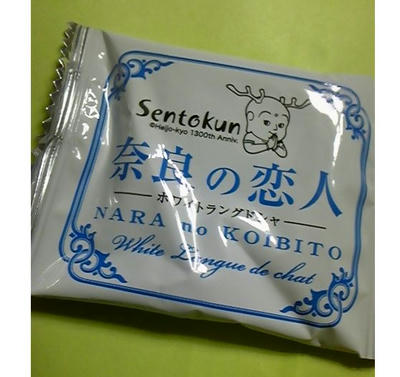 Sentokun
©Heijo-kyo 1300th Anniv.
奈良の恋人
ホワイトラングドシャ
NARA no KOIBITO
White Langue de chat